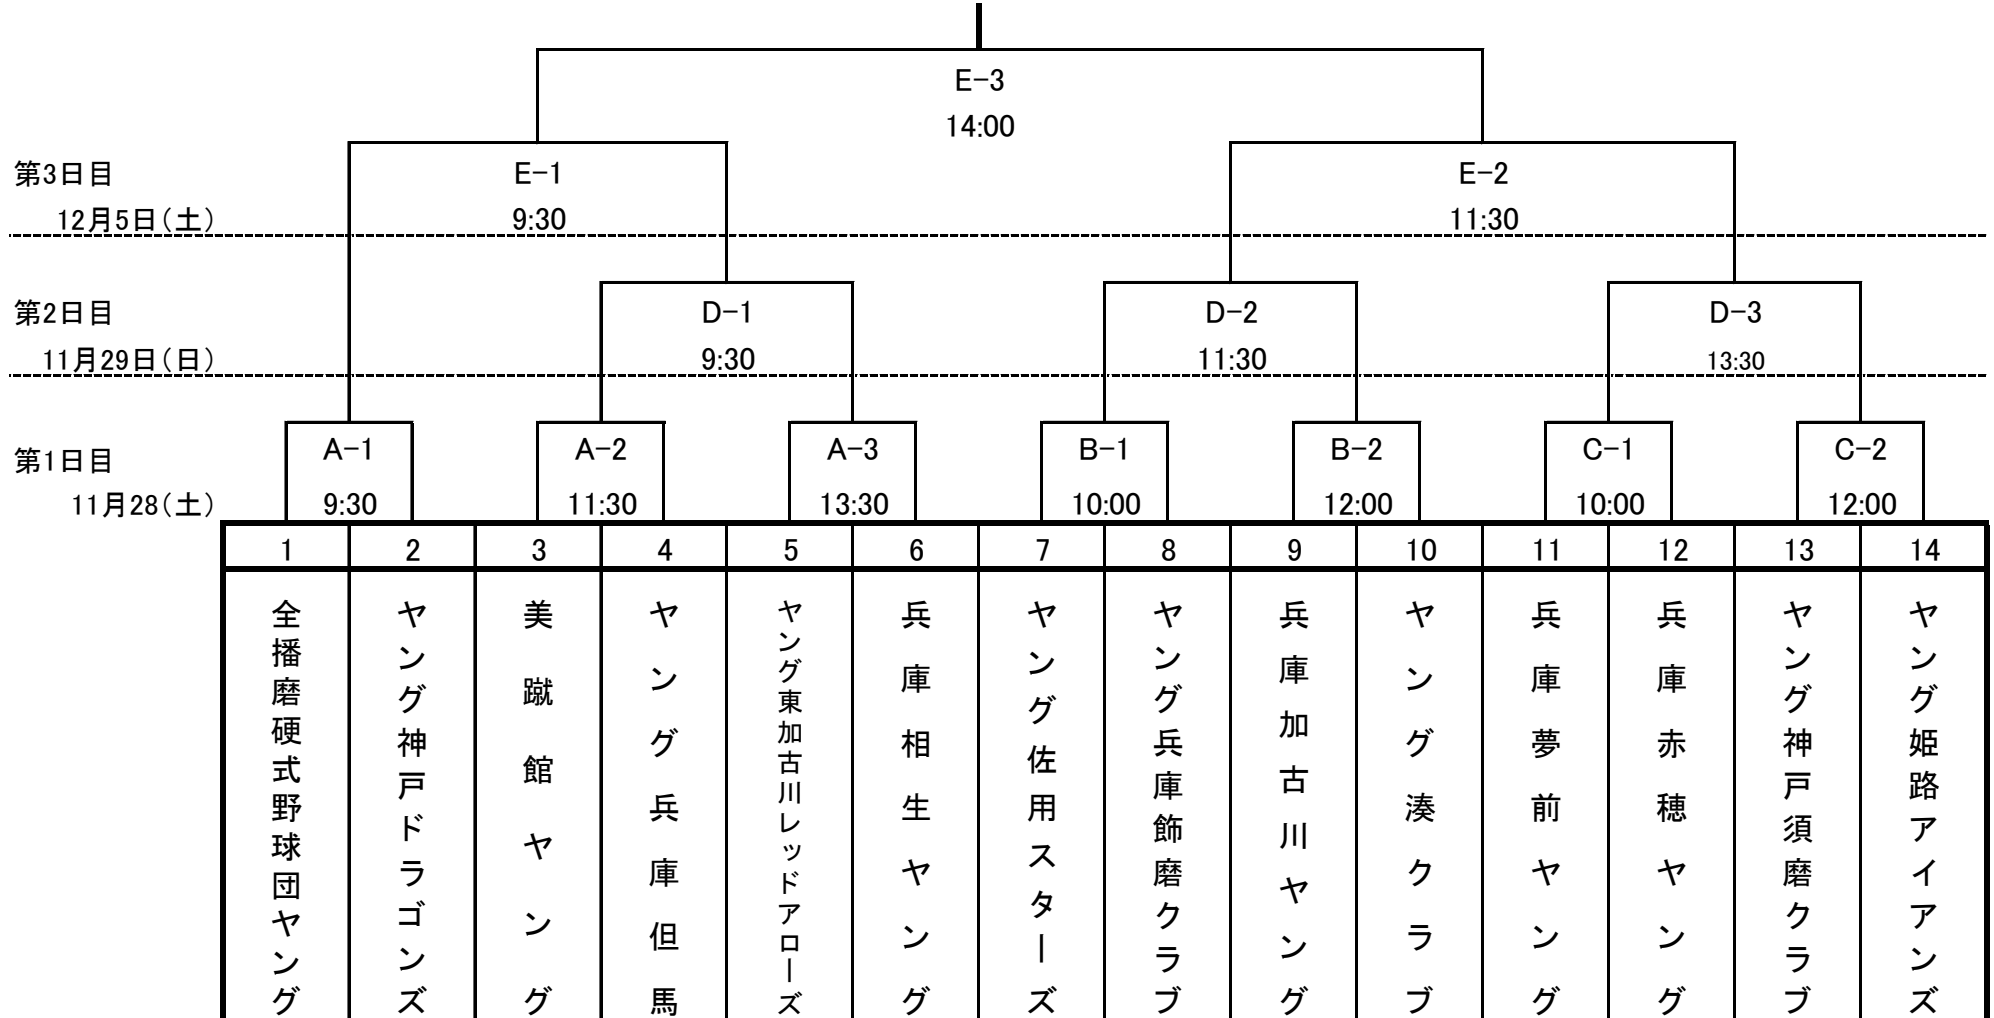 E-3
14:00
第3日目
E-1
E-2
12月5日(土)
9:30
11:30
第2日目
D-1
D-2
D-3
11月29日(日)
9:30
11:30
13:30
第1日目
A-1
A-2
A-3
B-1
B-2
C-1
C-2
11月28(土)
9:30
11:30
13:30
10:00
12:00
10:00
12:00
1
2
3
4
5
6
7
8
9
10
11
12
13
14
全播磨硬式野球団ヤング
ヤング神戸ドラゴンズ
美蹴館ヤング
ヤング兵庫但馬
ヤング東加古川レッドアローズ
兵庫相生ヤング
ヤング佐用スターズ
ヤング兵庫飾磨クラブ
兵庫加古川ヤング
ヤング湊クラブ
兵庫夢前ヤング
兵庫赤穂ヤング
ヤング神戸須磨クラブ
ヤング姫路アイアンズ